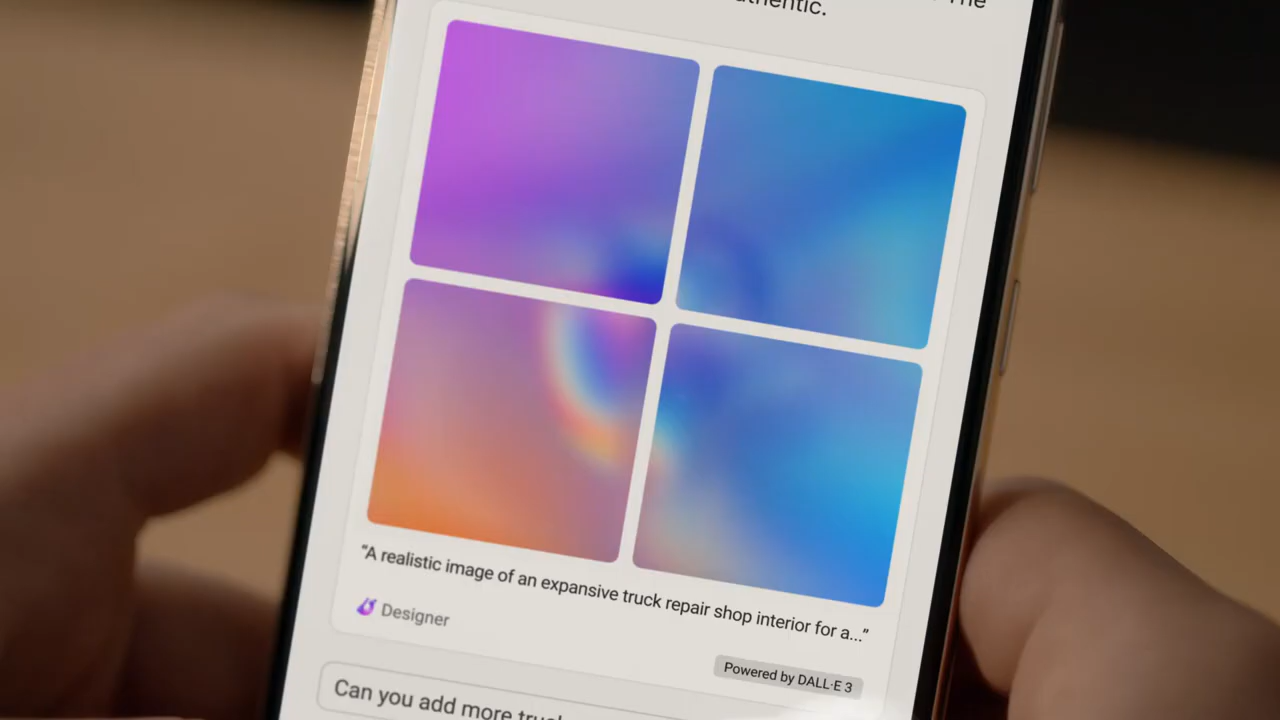 The
“A realistic image of an expansive truck repair shop interior for a...”
Designer
Powered by DALL·E 3
Can you add more